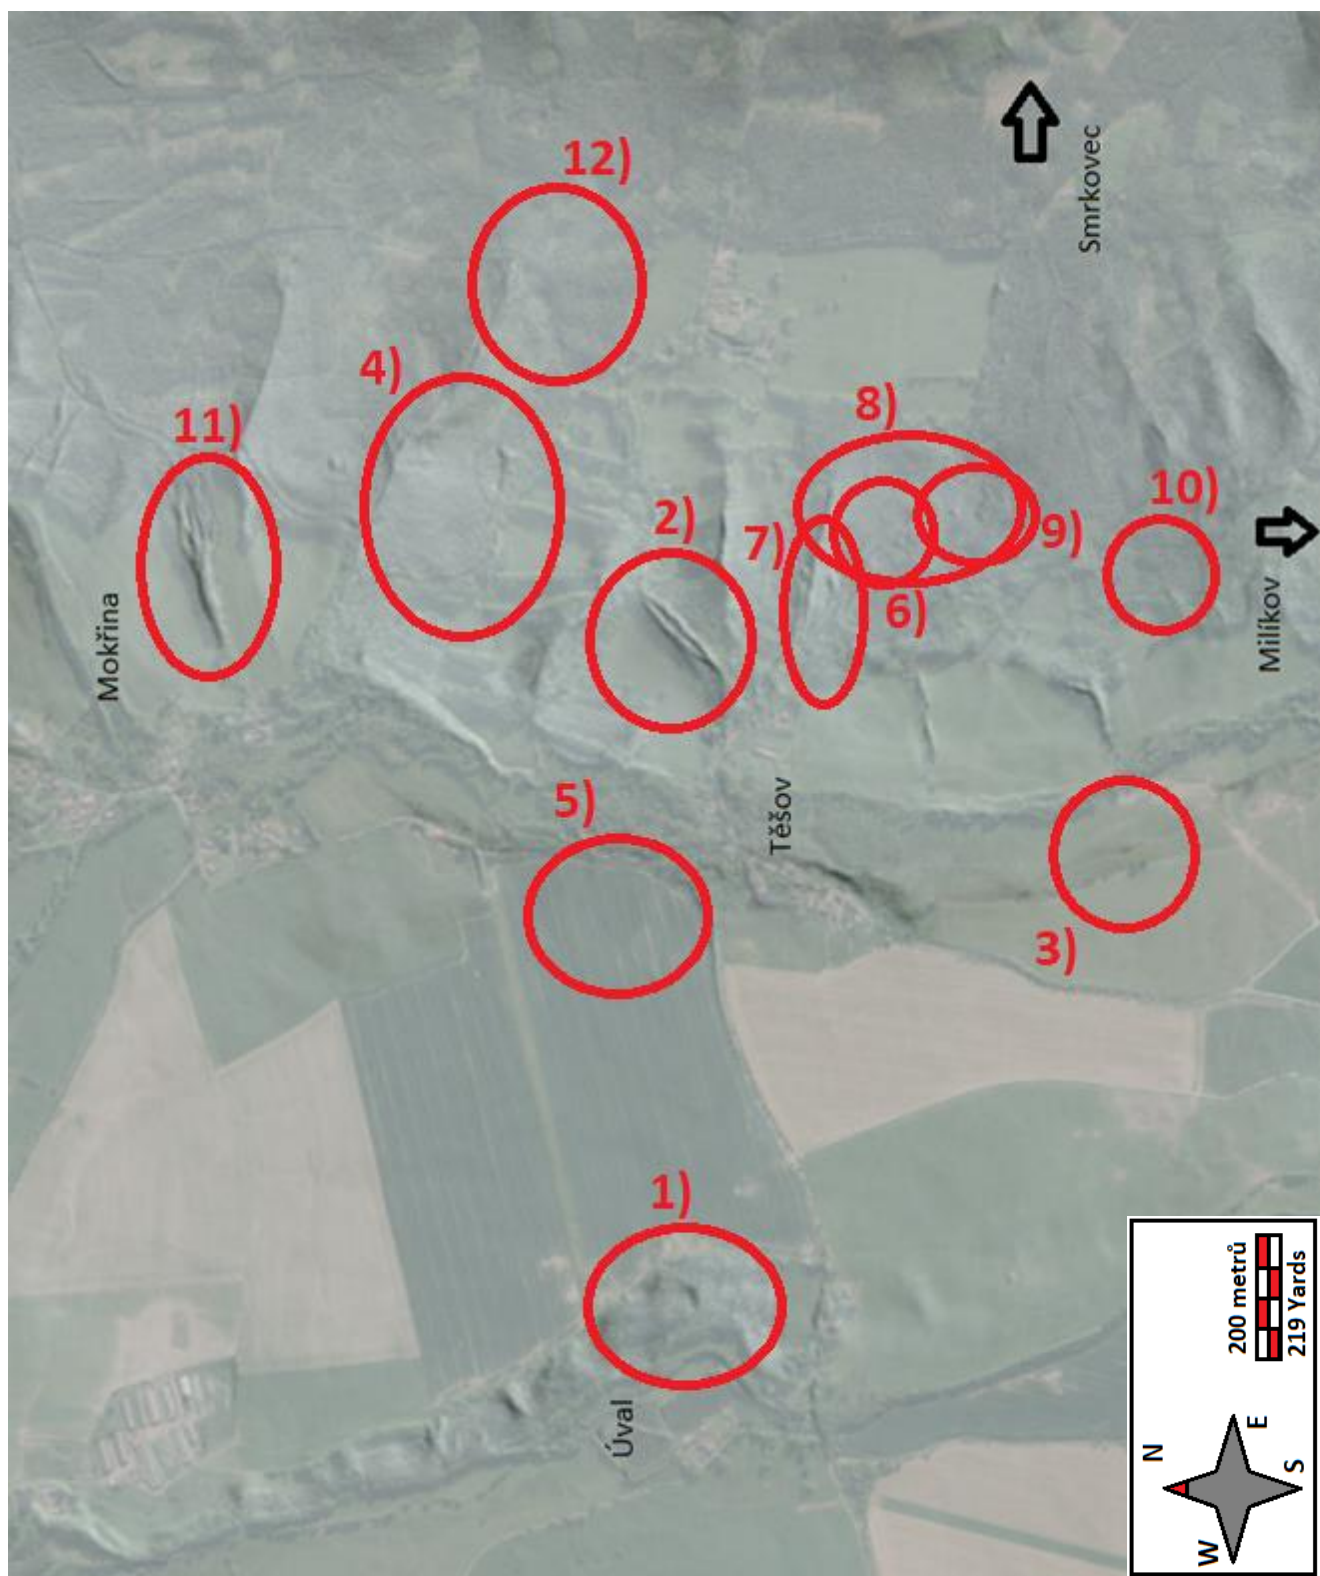 12)
Smrkovec
4)
11)
8)
2)
10)
7)
9)
6)
Mokřina
Milíkov
5)
Těšov
3)
1)
Úval
200 metrů
219 Yards
N
E
S
W